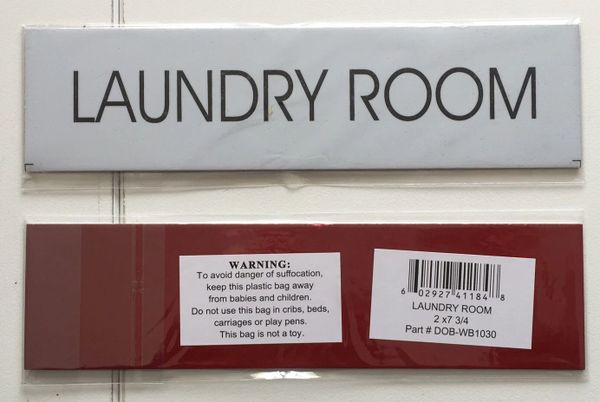 LAUNDRY ROOM
WARNING:
To avoid danger of suffocation,
keep this plastic bag away
from babies and children.
Do not use this bag in cribs, beds,
carriages or play pens.
This bag is not a toy.
6 02927 41184 8
LAUNDRY ROOM
2 x7 3/4
Part # DOB-WB1030